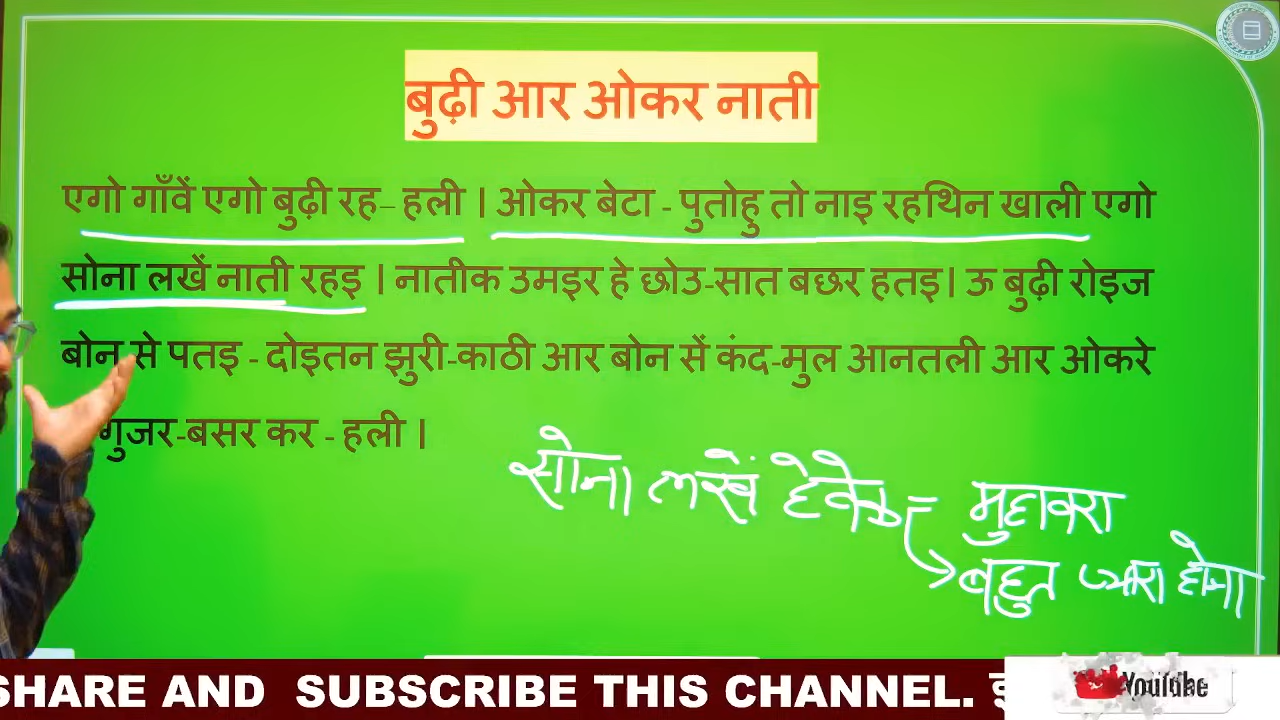 बुढ़ी आर ओकर नाती
एगो गाँवें एगो बुढ़ी रह– हली | ओकर बेटा - पुतोहु तो नाइ रहथिन खाली एगो
सोना लखें नाती रहइ | नातीक उमइर हे छोउ-सात बछर हतइ| ऊ बुढ़ी रोइज
बोन से पतइ - दोइतन झुरी-काठी आर बोन सें कंद-मुल आनतली आर ओकरे
गुजर-बसर कर - हली |
सोना लखें हेवेक = मुहावरा
बहुत प्यारा होना
SHARE AND SUBSCRIBE THIS CHANNEL.
YouTube